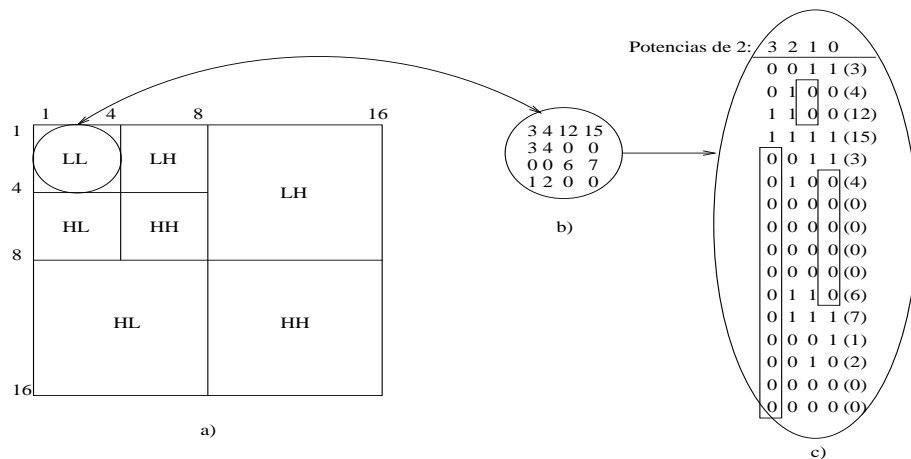 1 4 8 16
1
4
8
16
LL
LH
HL
HH
LH
HL
HH
a)
3 4 12 15
3 4 0 0
0 0 6 7
1 2 0 0
b)
Potencias de 2: 3 2 1 0
0 0 1 1 (3)
0 1 0 0 (4)
1 1 0 0 (12)
1 1 1 1 (15)
0 0 1 1 (3)
0 1 0 0 (4)
0 0 0 0 (0)
0 0 0 0 (0)
0 0 0 0 (0)
0 0 0 0 (0)
0 1 1 0 (6)
0 1 1 1 (7)
0 0 0 1 (1)
0 0 1 0 (2)
0 0 0 0 (0)
0 0 0 0 (0)
c)